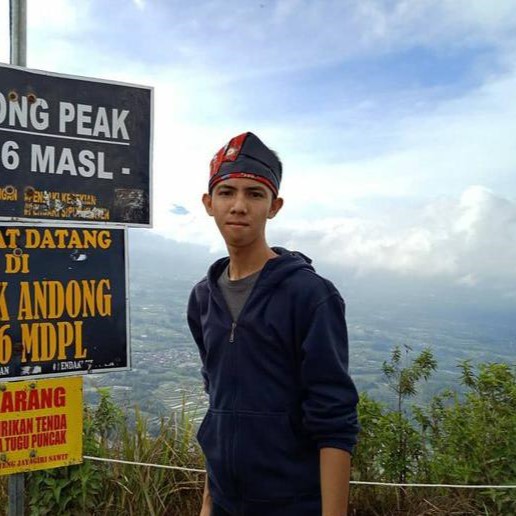 ONG PEAK
6 MASL -
AT DATANG
DI
K ANDONG
6 MDPL
ARANG
RIKAN TENDA
A TUGU PUNCAK